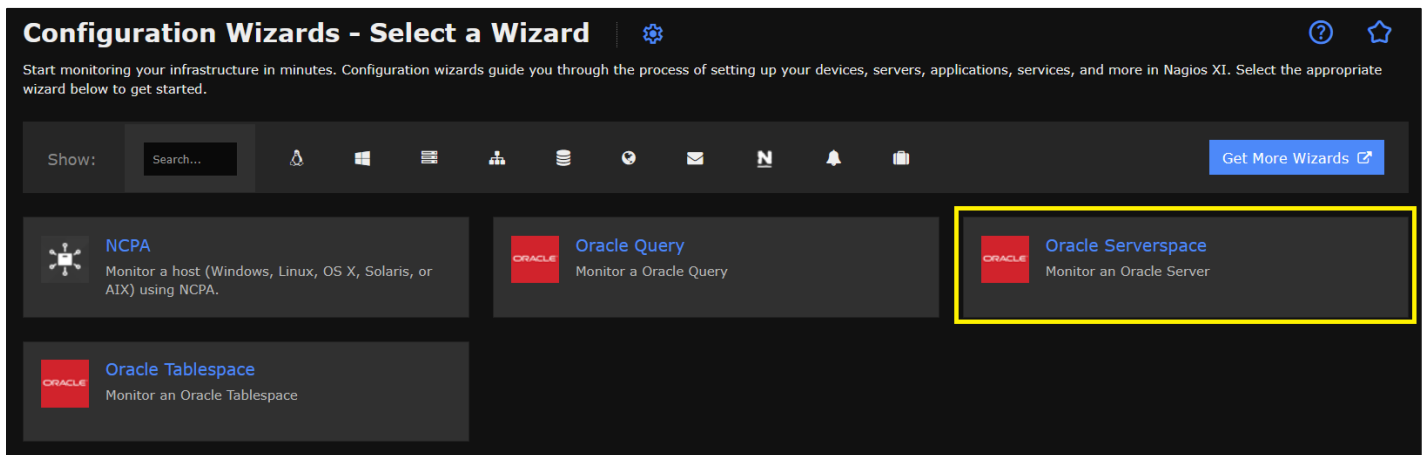 Configuration Wizards - Select a Wizard
Start monitoring your infrastructure in minutes. Configuration wizards guide you through the process of setting up your devices, servers, applications, services, and more in Nagios XI. Select the appropriate
wizard below to get started.
Show:
Search...
N
Get More Wizards
NCPA
Monitor a host (Windows, Linux, OS X, Solaris, or
AIX) using NCPA.
ORACLE
Oracle Query
Monitor a Oracle Query
ORACLE
Oracle Serverspace
Monitor an Oracle Server
ORACLE
Oracle Tablespace
Monitor an Oracle Tablespace